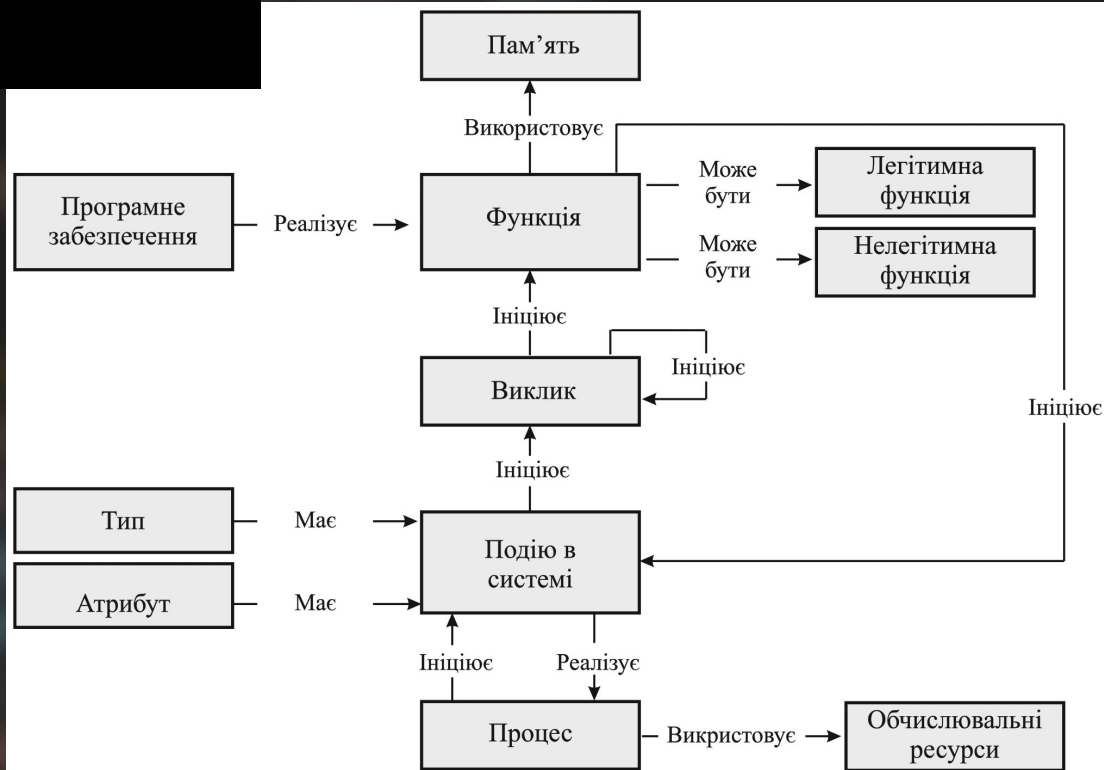 Пам’ять
Використовує
Програмне
забезпечення
Реалізує
Функція
Може
бути
Легітимна
функція
Може
бути
Нелегітимна
функція
Ініціює
Виклик
Ініціює
Ініціює
Ініціює
Тип
Має
Подію в
системі
Атрибут
Має
Ініціює
Реалізує
Процес
Викристовує
Обчислювальні
ресурси